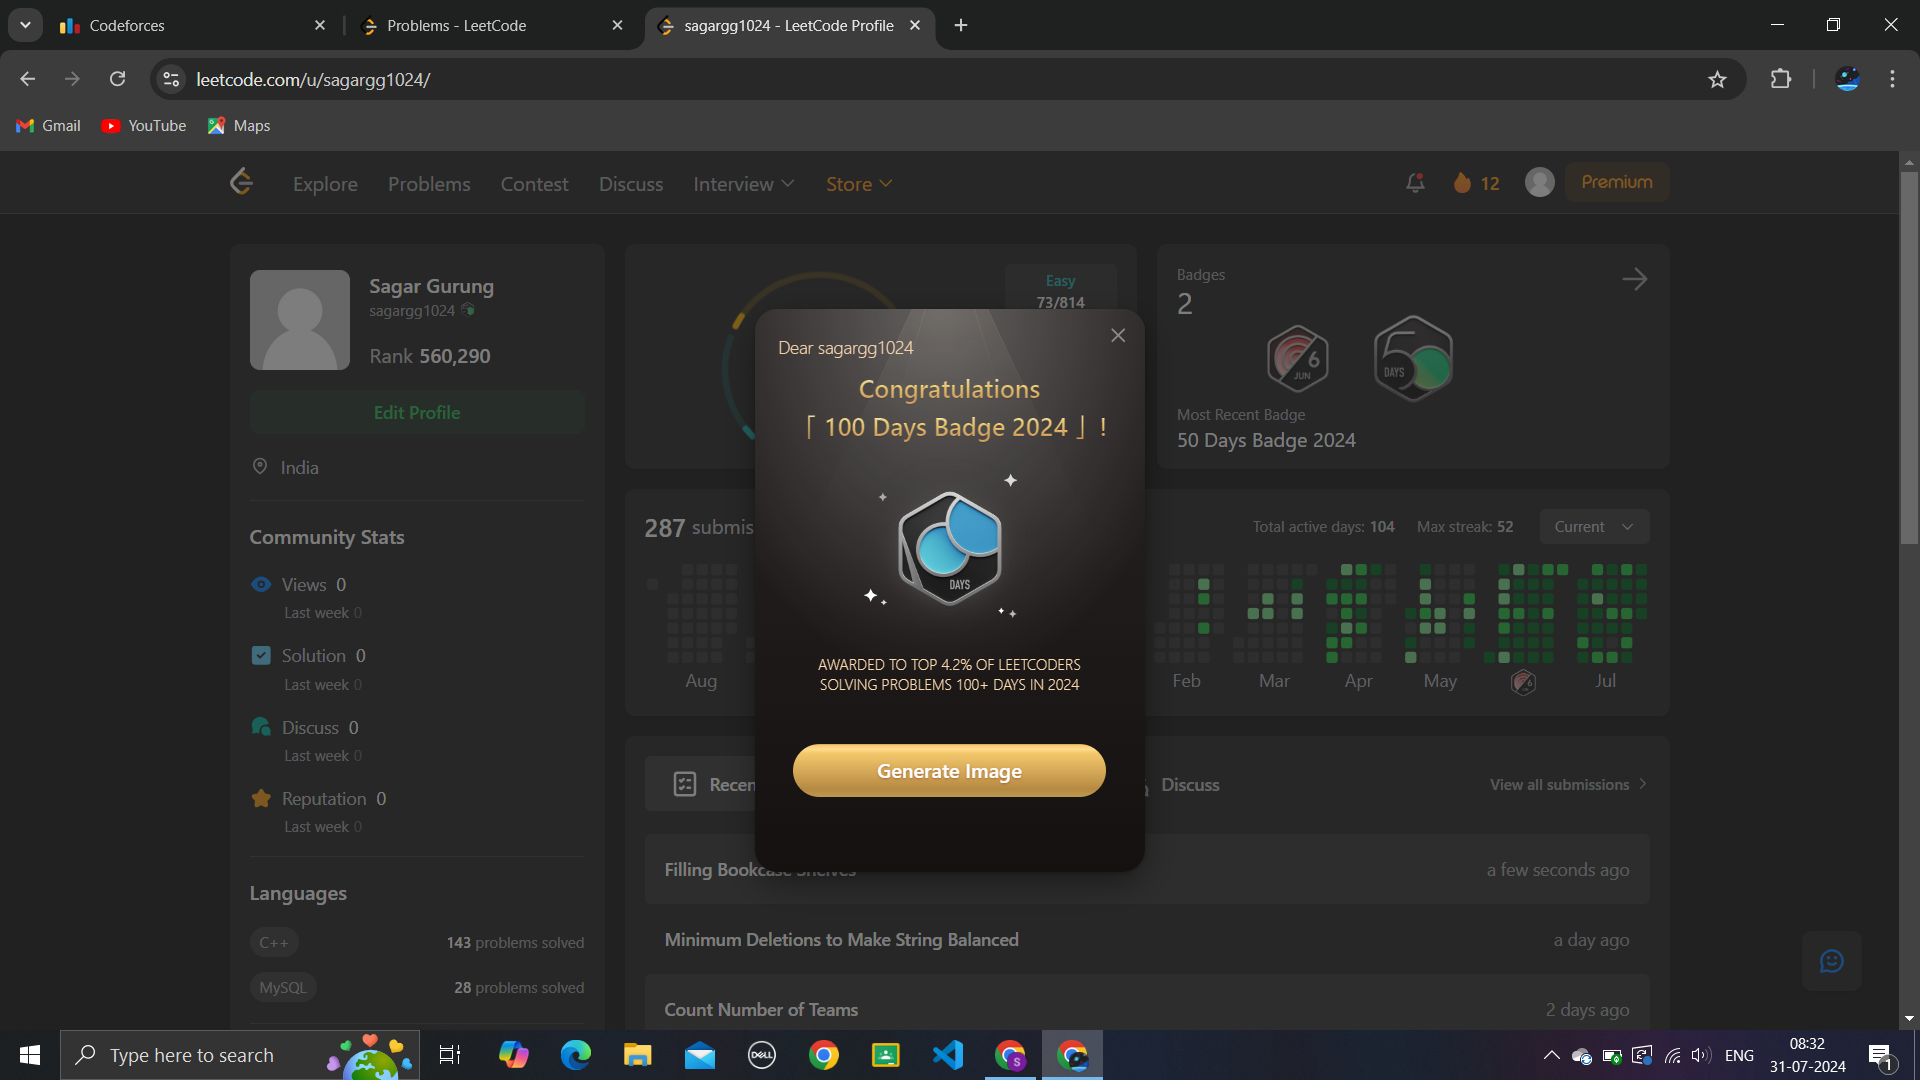 Codeforces
Problems - LeetCode
sagargg1024 - LeetCode Profile
leetcode.com/u/sagargg1024/
Gmail
YouTube
Maps
Explore
Problems
Contest
Discuss
Interview
Store
12
Premium
Sagar Gurung
sagargg1024
Rank 560,290
Edit Profile
India
Community Stats
Views 0
Last week 0
Solution 0
Last week 0
Discuss 0
Last week 0
Reputation 0
Last week 0
Languages
C++
143 problems solved
MySQL
28 problems solved
Easy
73/814
Badges
2
6
JUN
50
DAYS
Most Recent Badge
50 Days Badge 2024
Dear sagargg1024
Congratulations
「 100 Days Badge 2024 」 !
DAYS
AWARDED TO TOP 4.2% OF LEETCODERS
SOLVING PROBLEMS 100+ DAYS IN 2024
Generate Image
287 submis
Total active days: 104
Max streak: 52
Current
Aug
Feb
Mar
Apr
May
Jul
Recen
Discuss
View all submissions
Filling Bookcase Shelves
a few seconds ago
Minimum Deletions to Make String Balanced
a day ago
Count Number of Teams
2 days ago
Type here to search
DELL
S
ENG
08:32
31-07-2024
1